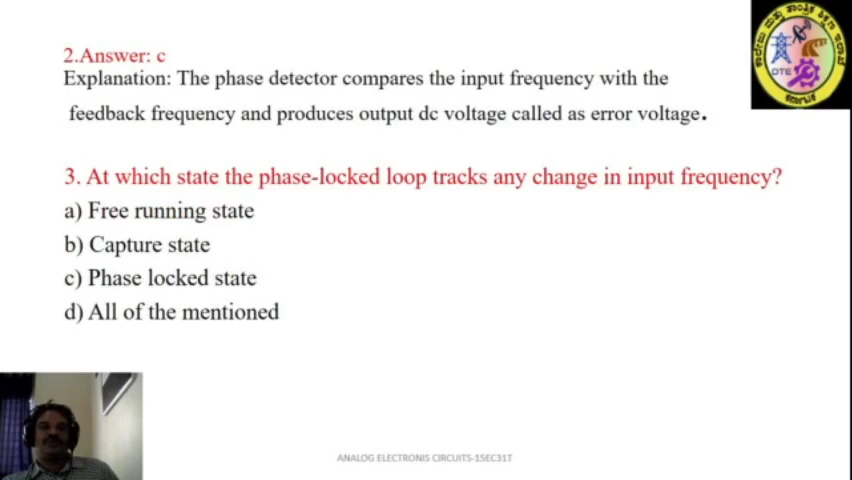 2.Answer: c
Explanation: The phase detector compares the input frequency with the
feedback frequency and produces output dc voltage called as error voltage.
3. At which state the phase-locked loop tracks any change in input frequency?
a) Free running state
b) Capture state
c) Phase locked state
d) All of the mentioned
ANALOG ELECTRONIS CIRCUITS-15EC31T
DTE